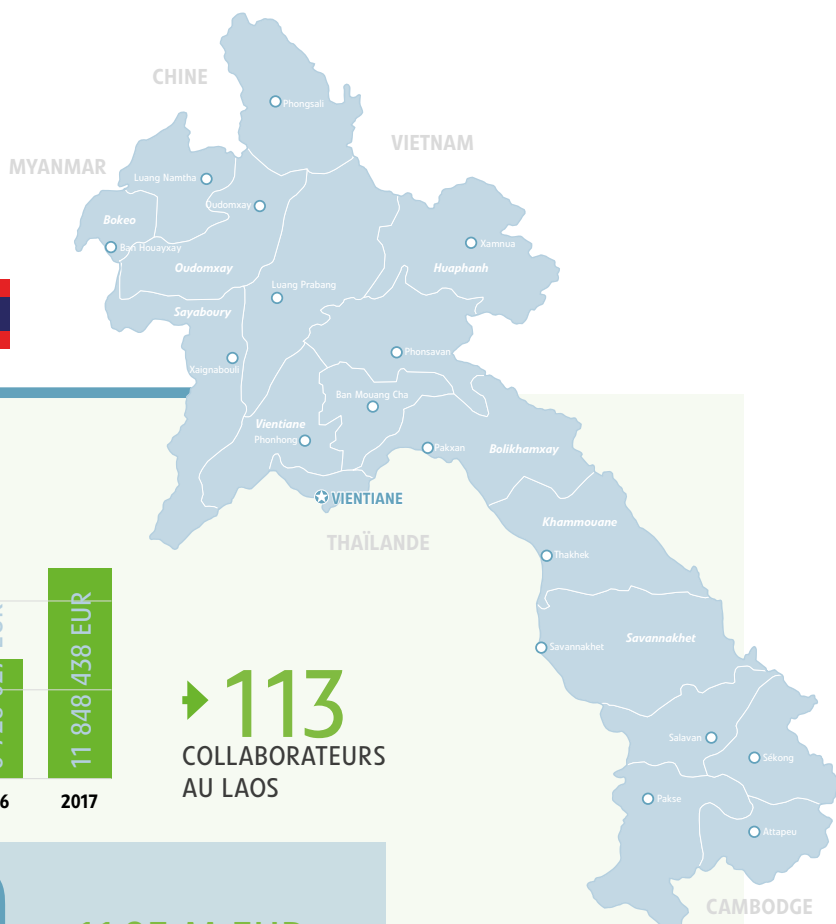 CHINE
Phongsali
VIETNAM
MYANMAR
Luang Namtha
Oudomxay
Bokeo
Xamnua
Ban Houayxay
Oudomxay
Huaphanh
Luang Prabang
Sayaboury
Phonsavan
Xaignabouli
Ban Mouang Cha
Vientiane
Phonhong
Pakxan
Bolikhamxay
VIENTIANE
Khammouane
THAÏLANDE
Thakhek
Savannakhet
Savannakhet
11 848 438 EUR
113
COLLABORATEURS
AU LAOS
Salavan
Sékong
Pakse
Attapeu
6
2017
CAMBODGE